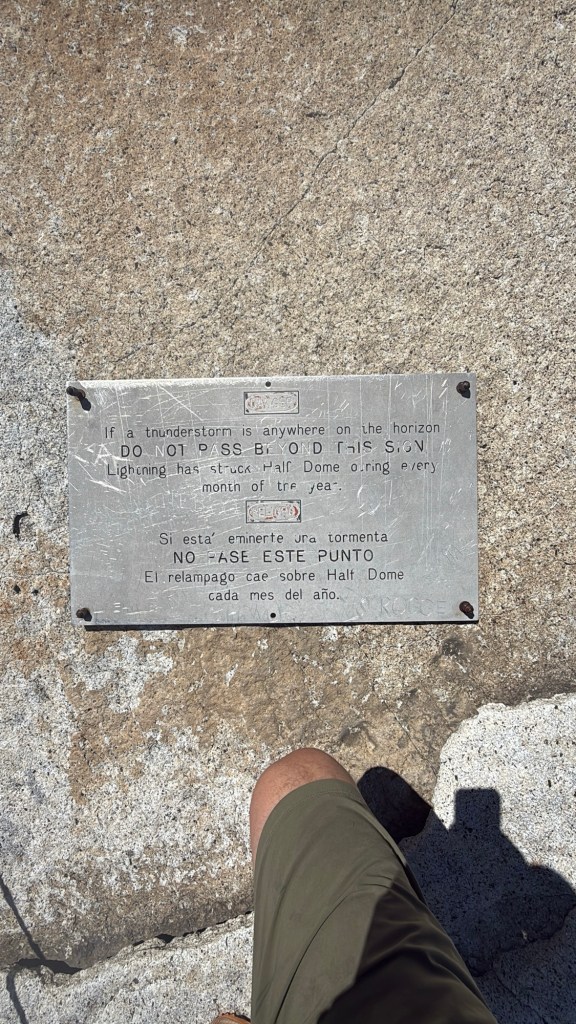 If a thunderstorm is anywhere on the horizon
DO NOT PASS BEYOND THIS SIGN
Lightning has struck Half Dome during every
month of the year.
Si esta' eminente una tormenta
NO PASE ESTE PUNTO
El relampago cae sobre Half Dome
cada mes del año.